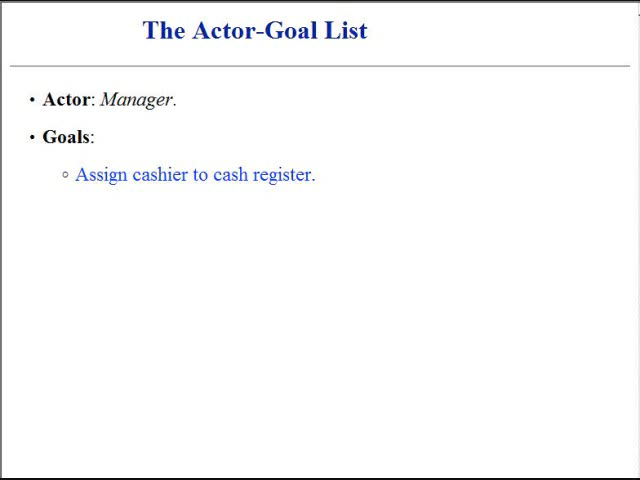 The Actor-Goal List
• Actor: Manager.
• Goals:
◦ Assign cashier to cash register.